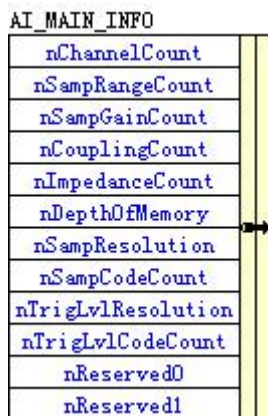 AI_MAIN_INFO
nChannelCount
nSampRangeCount
nSampGainCount
nCouplingCount
nImpedanceCount
nDepthOfMemory
nSampResolution
nSampCodeCount
nTrigLvlResolution
nTrigLvlCodeCount
nReserved0
nReserved1